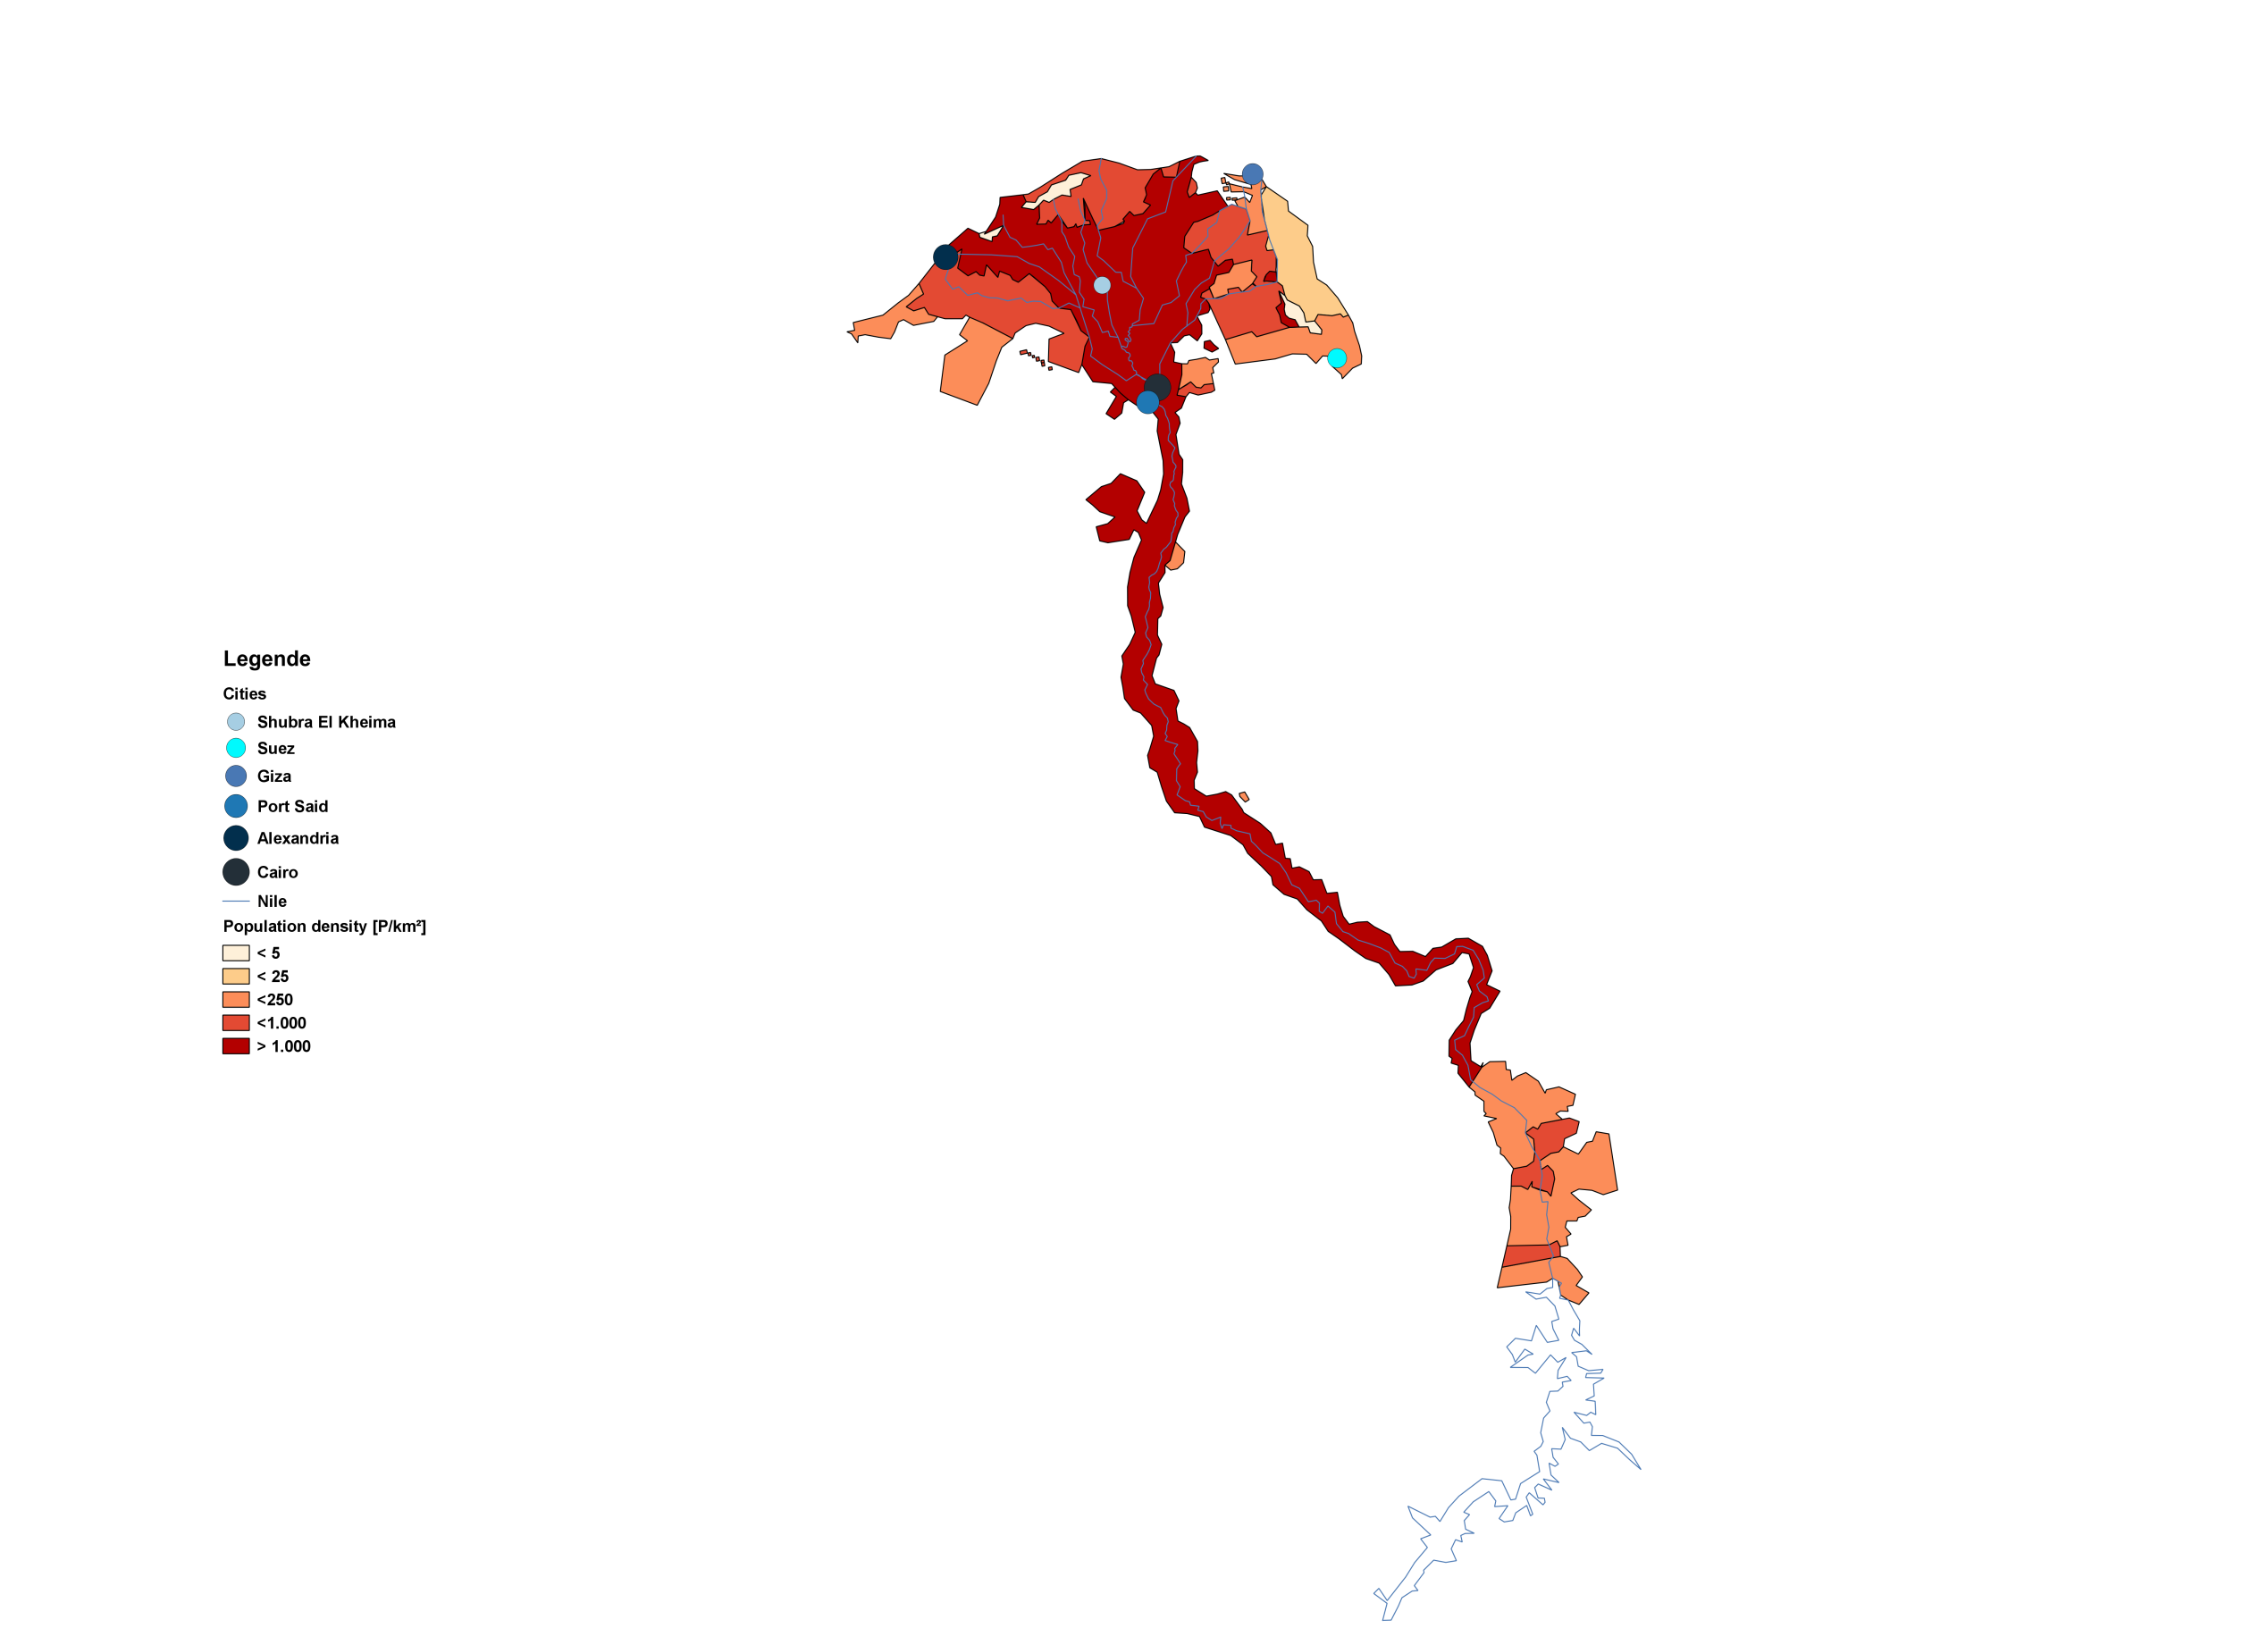 Legende
Cities
Shubra El Kheima
Suez
Giza
Port Said
Alexandria
Cairo
Nile
Population density [P/km²]
< 5
< 25
<250
<1.000
> 1.000